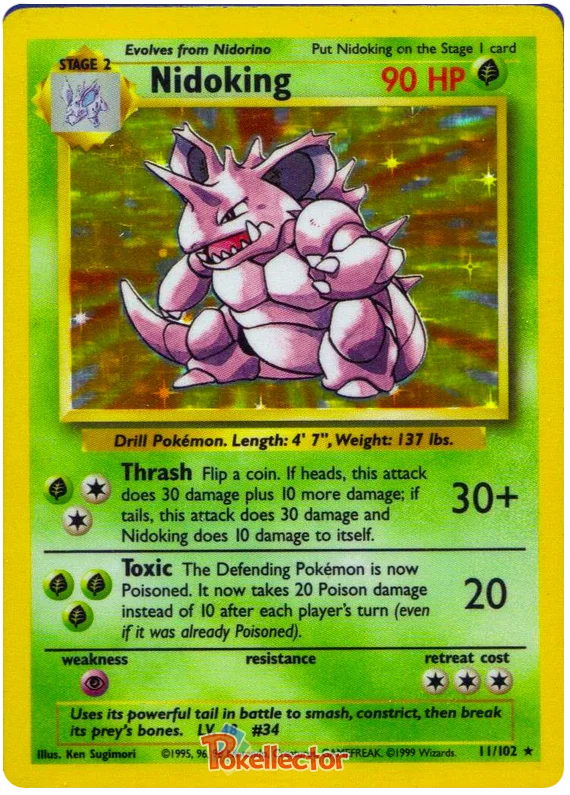 Evolves from Nidorino
Put Nidoking on the Stage 1 card
STAGE 2
Nidoking
90 HP
Drill Pokémon. Length: 4' 7", Weight: 137 lbs.
Thrash Flip a coin. If heads, this attack
does 30 damage plus 10 more damage; if
tails, this attack does 30 damage and
Nidoking does 10 damage to itself.
30+
Toxic The Defending Pokémon is now
Poisoned. It now takes 20 Poison damage
instead of 10 after each player's turn (even
if it was already Poisoned).
20
weakness
resistance
retreat cost
Uses its powerful tail in battle to smash, constrict, then break
its prey's bones. LV. 48 #34
Illus. Ken Sugimori
©1995, 96, GAMEFREAK. ©1999 Wizards.
11/102 ★
Pokellector